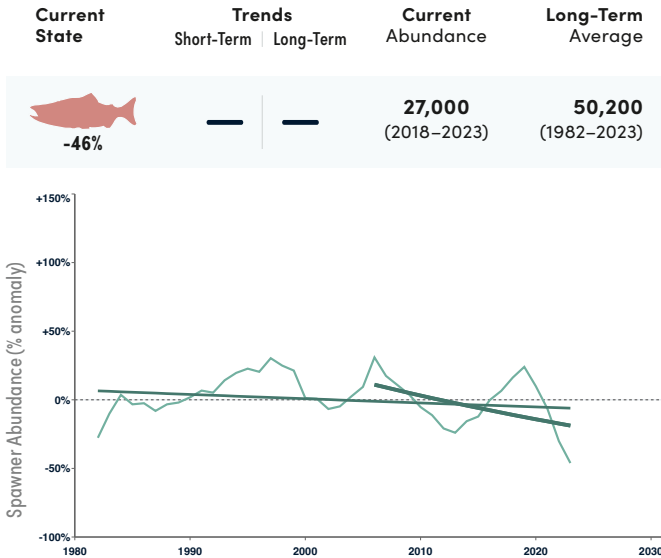 Current State
Trends
Short-Term | Long-Term
Current Abundance
Long-Term Average
-46%
27,000
(2018–2023)
50,200
(1982–2023)
Spawner Abundance (% anomaly)
+150%
+100%
+50%
0%
-50%
-100%
1980 1990 2000 2010 2020 2030